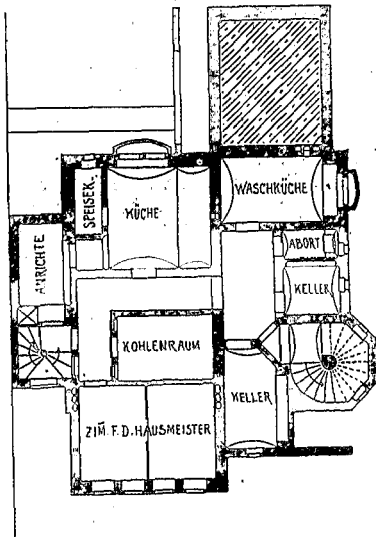 WASCHKÜCHE
SPEISEK.
KÜCHE
ANRICHTE
ABORT
KELLER
KOHLENRAUM
KELLER
ZIM. F. D. HAUSMEISTER